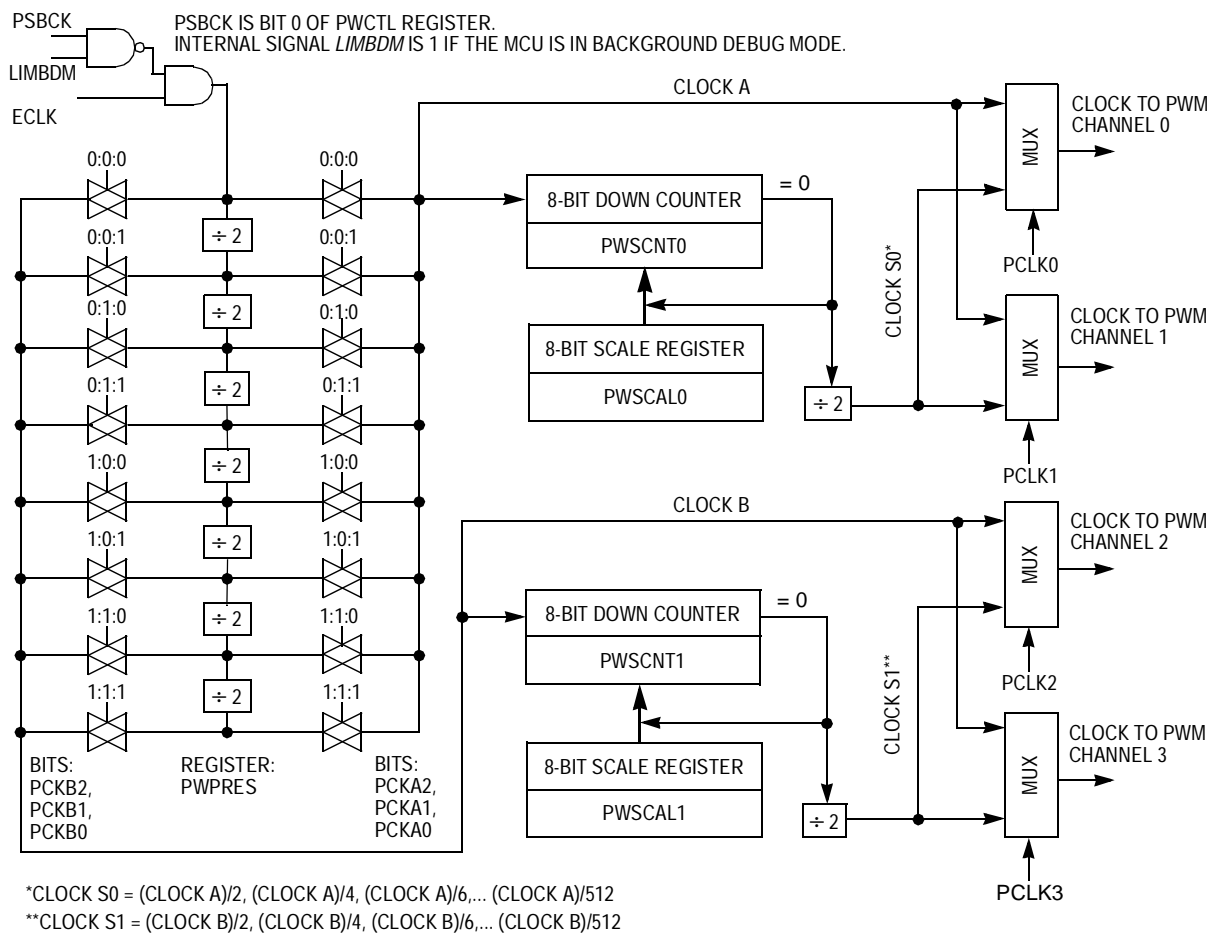 PSBCK
PSBCK IS BIT 0 OF PWCTL REGISTER.
INTERNAL SIGNAL LIMBDM IS 1 IF THE MCU IS IN BACKGROUND DEBUG MODE.
LIMBDM
ECLK
CLOCK A
CLOCK TO PWM
CHANNEL 0
MUX
PCLK0
0:0:0
0:0:0
÷ 2
0:0:1
0:0:1
÷ 2
0:1:0
0:1:0
÷ 2
0:1:1
0:1:1
÷ 2
1:0:0
1:0:0
÷ 2
1:0:1
1:0:1
÷ 2
1:1:0
1:1:0
÷ 2
1:1:1
1:1:1
8-BIT DOWN COUNTER
= 0
PWSCNT0
8-BIT SCALE REGISTER
PWSCAL0
÷ 2
CLOCK S0*
CLOCK TO PWM
CHANNEL 1
MUX
PCLK1
CLOCK B
CLOCK TO PWM
CHANNEL 2
MUX
PCLK2
8-BIT DOWN COUNTER
= 0
PWSCNT1
8-BIT SCALE REGISTER
PWSCAL1
÷ 2
CLOCK S1**
CLOCK TO PWM
CHANNEL 3
MUX
PCLK3
BITS:
PCKB2,
PCKB1,
PCKB0
REGISTER:
PWPRES
BITS:
PCKA2,
PCKA1,
PCKA0
*CLOCK S0 = (CLOCK A)/2, (CLOCK A)/4, (CLOCK A)/6,... (CLOCK A)/512
**CLOCK S1 = (CLOCK B)/2, (CLOCK B)/4, (CLOCK B)/6,... (CLOCK B)/512